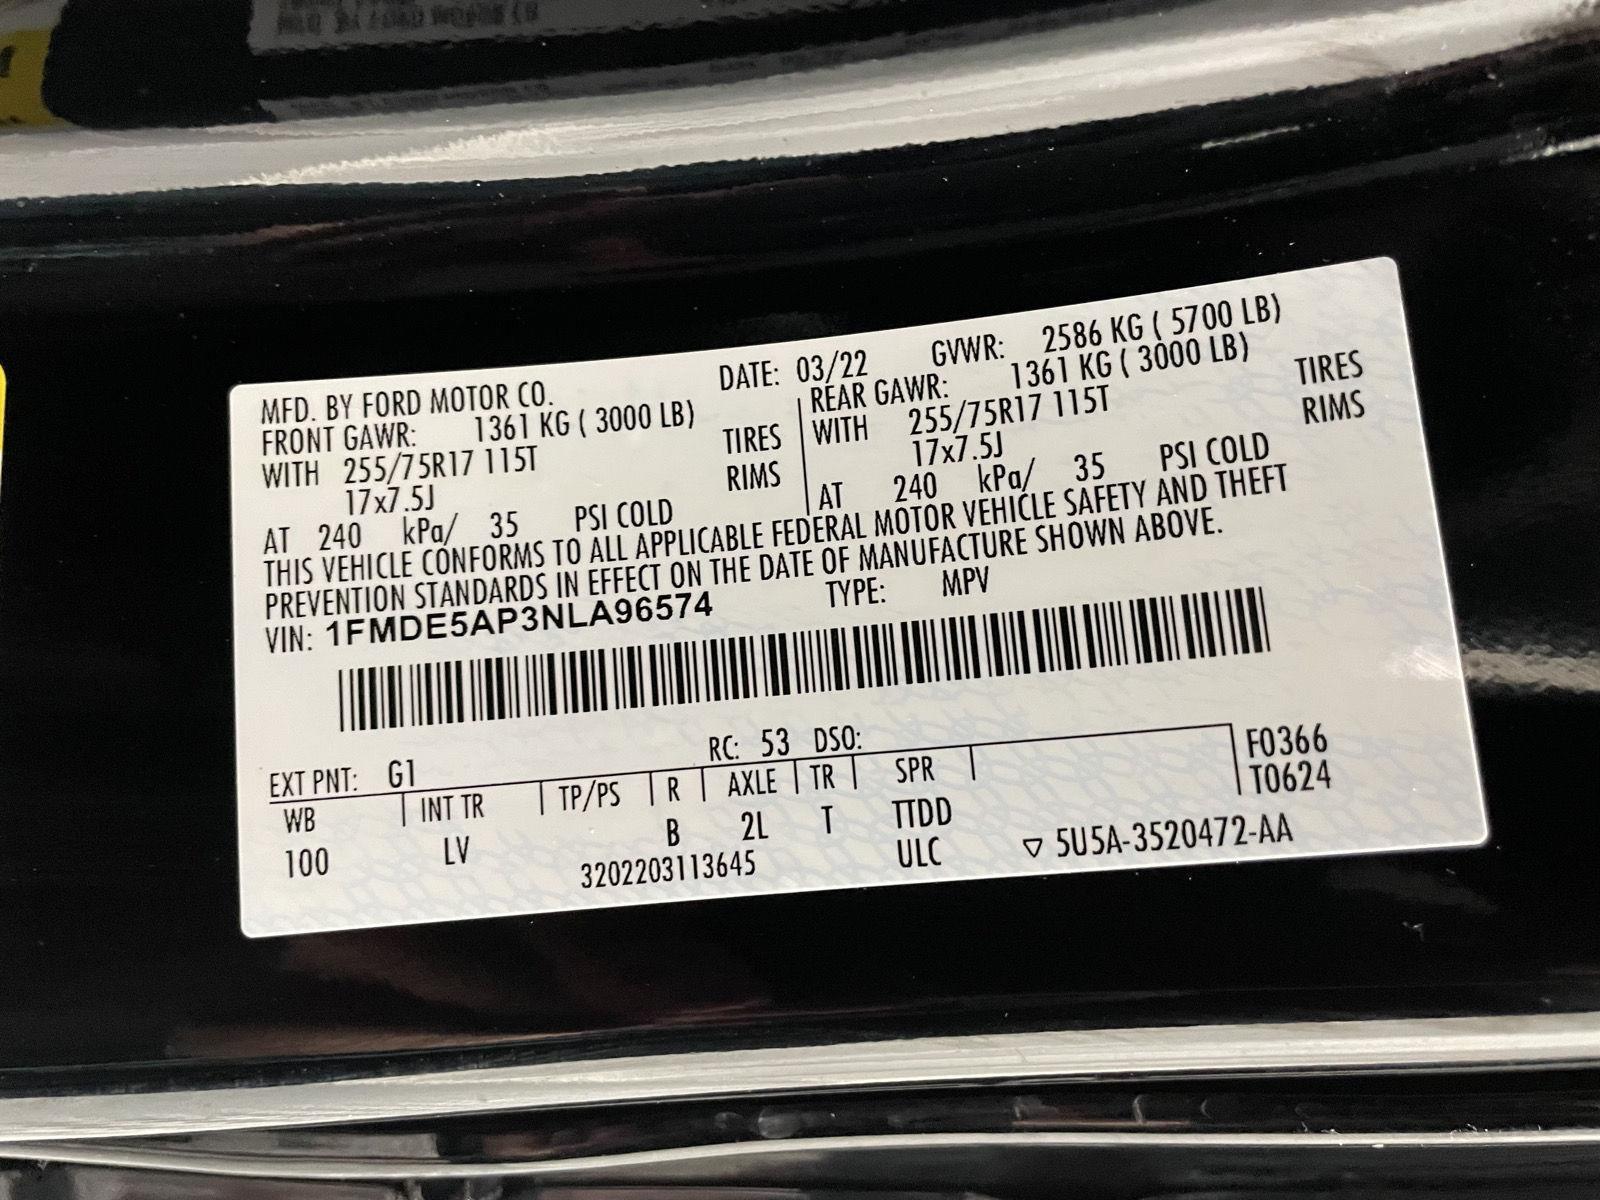 MFD. BY FORD MOTOR CO. DATE: 03/22 GVWR: 2586 KG ( 5700 LB)
FRONT GAWR: 1361 KG ( 3000 LB) REAR GAWR: 1361 KG ( 3000 LB)
WITH 255/75R17 115T TIRES WITH 255/75R17 115T TIRES
17x7.5J RIMS 17x7.5J RIMS
AT 240 kPa/ 35 PSI COLD AT 240 kPa/ 35 PSI COLD
THIS VEHICLE CONFORMS TO ALL APPLICABLE FEDERAL MOTOR VEHICLE SAFETY AND THEFT
PREVENTION STANDARDS IN EFFECT ON THE DATE OF MANUFACTURE SHOWN ABOVE.
VIN: 1FMDE5AP3NLA96574 TYPE: MPV
EXT PNT: G1 RC: 53 DSO: F0366
WB INT TR TP/PS R AXLE TR SPR T0624
100 LV B 2L T TTDD
3202203113645 ULC ▽ 5U5A-3520472-AA